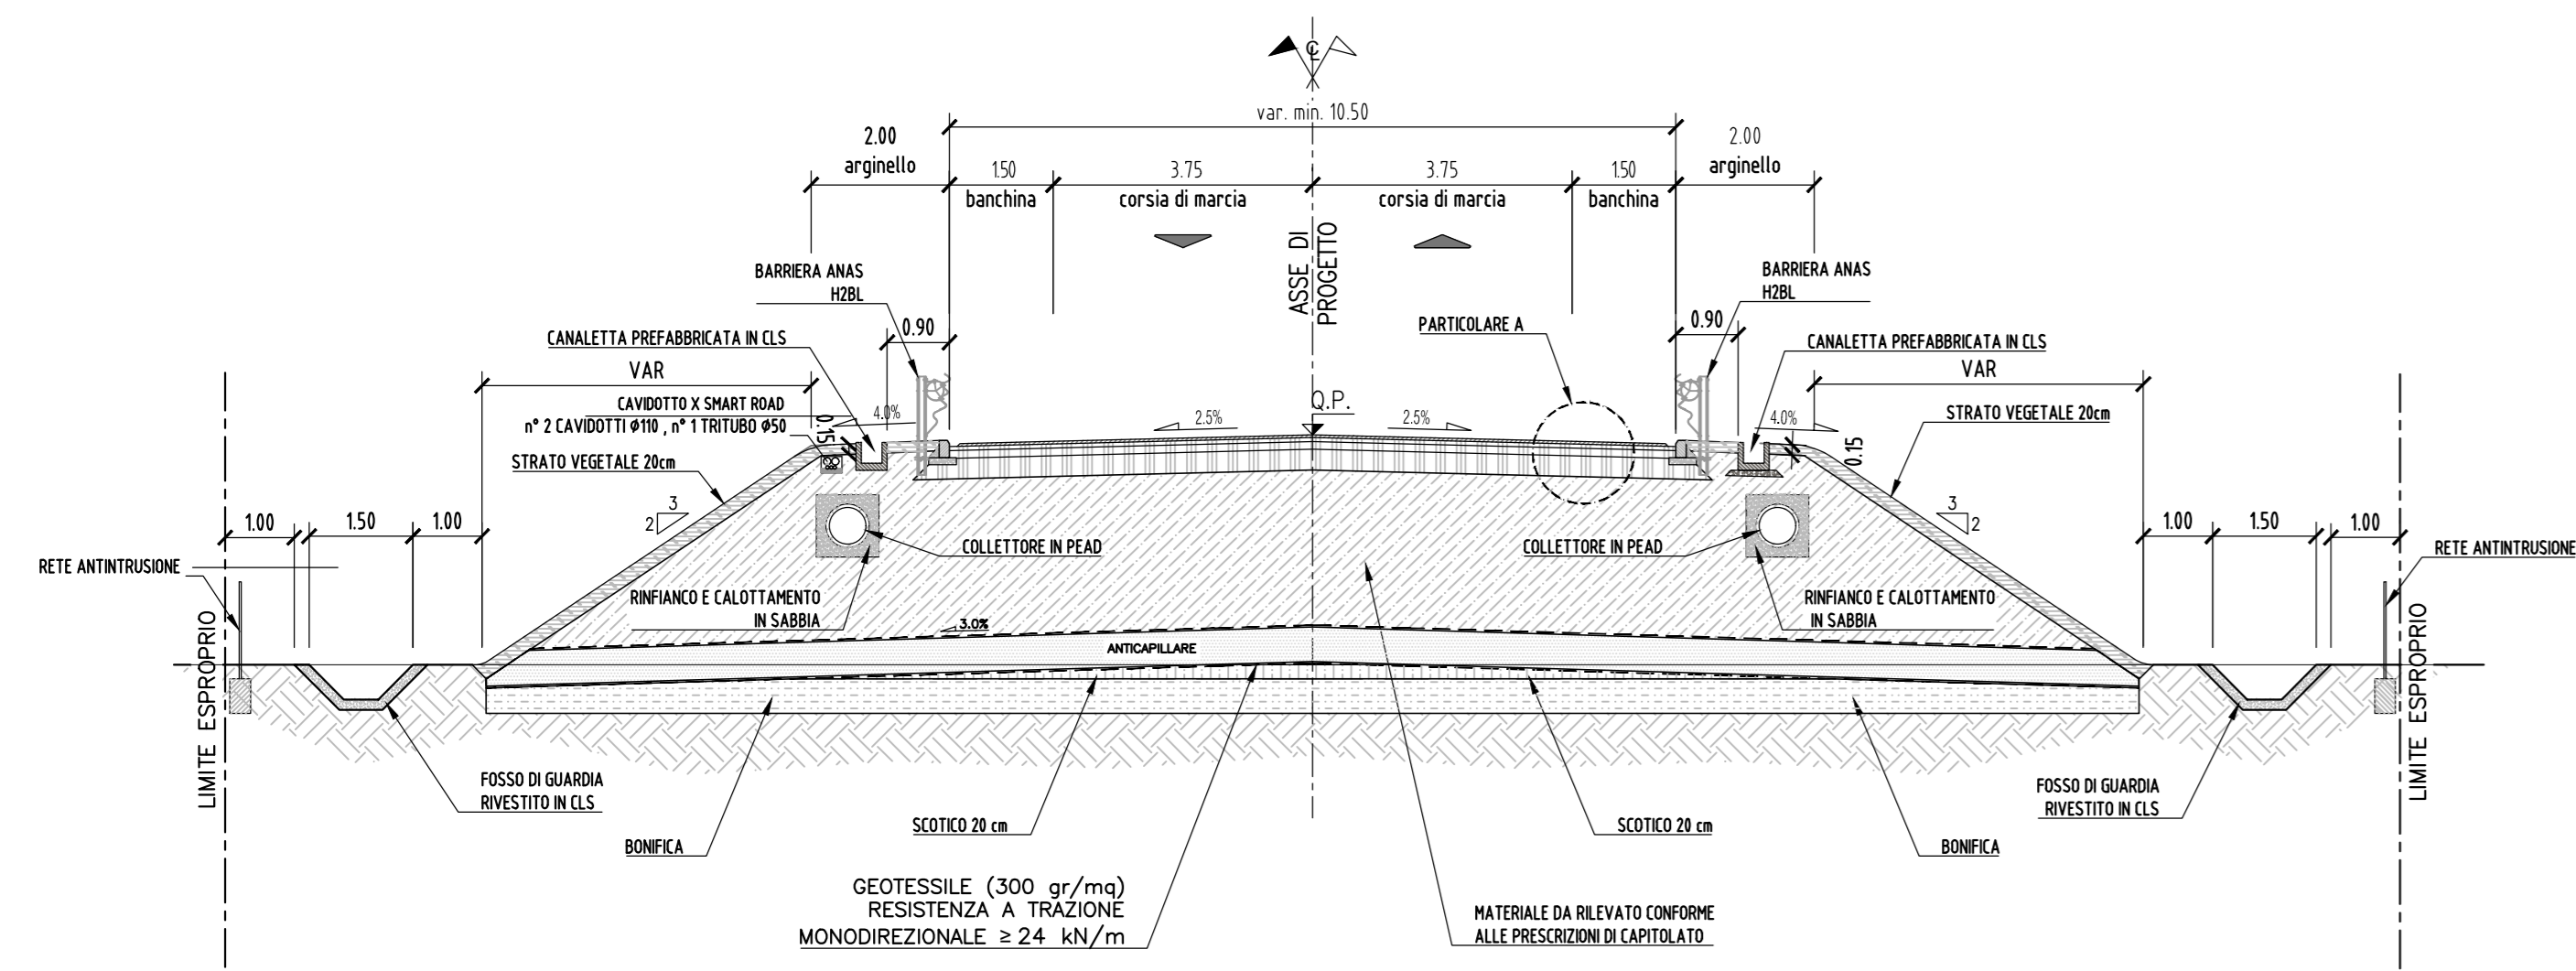 ℄
var. min. 10.50
2.00
arginello
1.50
banchina
3.75
corsia di marcia
3.75
corsia di marcia
1.50
banchina
2.00
arginello
ASSE DI
PROGETTO
BARRIERA ANAS
H2BL
BARRIERA ANAS
H2BL
0.90
PARTICOLARE A
0.90
CANALETTA PREFABBRICATA IN CLS
CANALETTA PREFABBRICATA IN CLS
VAR
VAR
CAVIDOTTO X SMART ROAD
n° 2 CAVIDOTTI ϕ110 , n° 1 TRITUBO ϕ50
0.15
4.0%
2.5%
Q.P.
2.5%
4.0%
0.15
STRATO VEGETALE 20cm
STRATO VEGETALE 20cm
3
2
3
2
1.00
1.50
1.00
1.00
1.50
1.00
RETE ANTINTRUSIONE
COLLETTORE IN PEAD
COLLETTORE IN PEAD
RETE ANTINTRUSIONE
RINFIANCO E CALOTTAMENTO
IN SABBIA
RINFIANCO E CALOTTAMENTO
IN SABBIA
3.0%
ANTICAPILLARE
LIMITE ESPROPRIO
LIMITE ESPROPRIO
FOSSO DI GUARDIA
RIVESTITO IN CLS
FOSSO DI GUARDIA
RIVESTITO IN CLS
SCOTICO 20 cm
SCOTICO 20 cm
BONIFICA
BONIFICA
GEOTESSILE (300 gr/mq)
RESISTENZA A TRAZIONE
MONODIREZIONALE ≥ 24 kN/m
MATERIALE DA RILEVATO CONFORME
ALLE PRESCRIZIONI DI CAPITOLATO